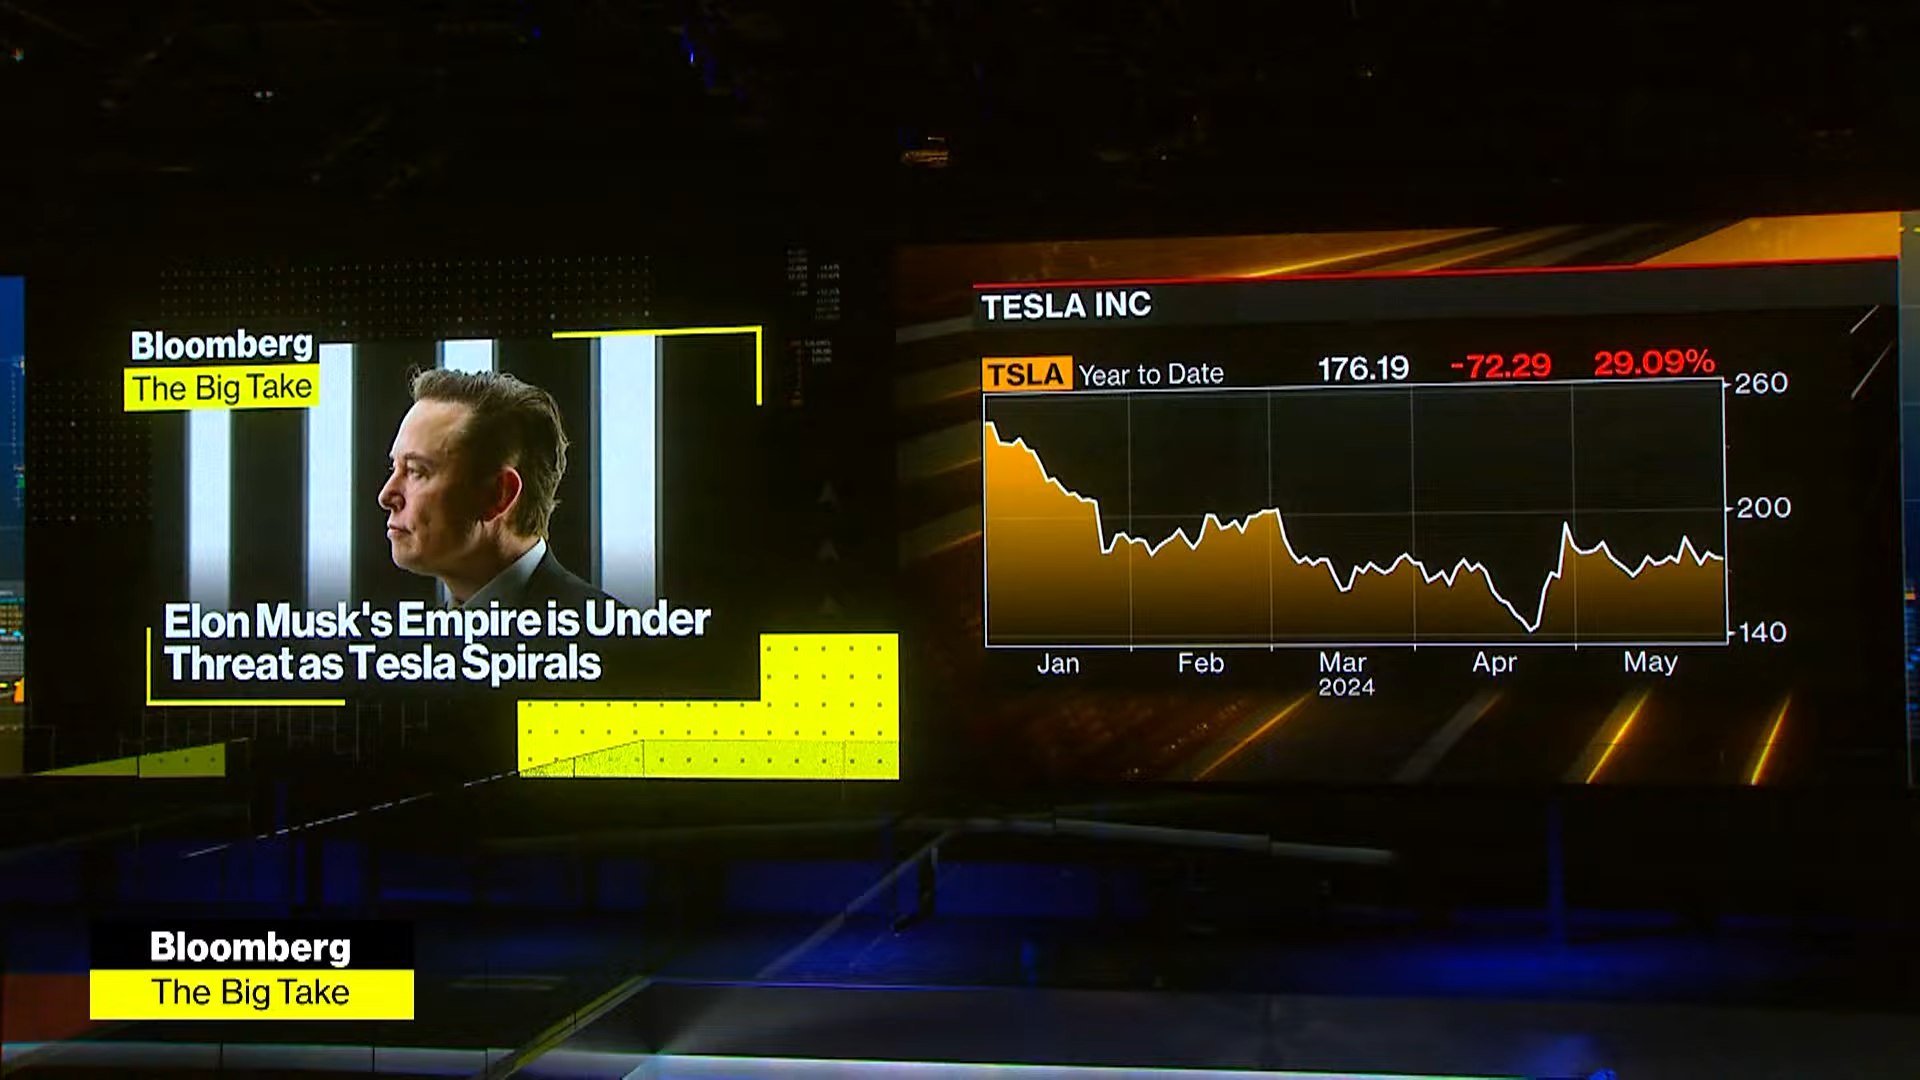 Bloomberg
The Big Take
Elon Musk's Empire is Under
Threat as Tesla Spirals
TESLA INC
TSLA Year to Date 176.19 -72.29 29.09%
260
200
140
Jan Feb Mar Apr May
2024
Bloomberg
The Big Take